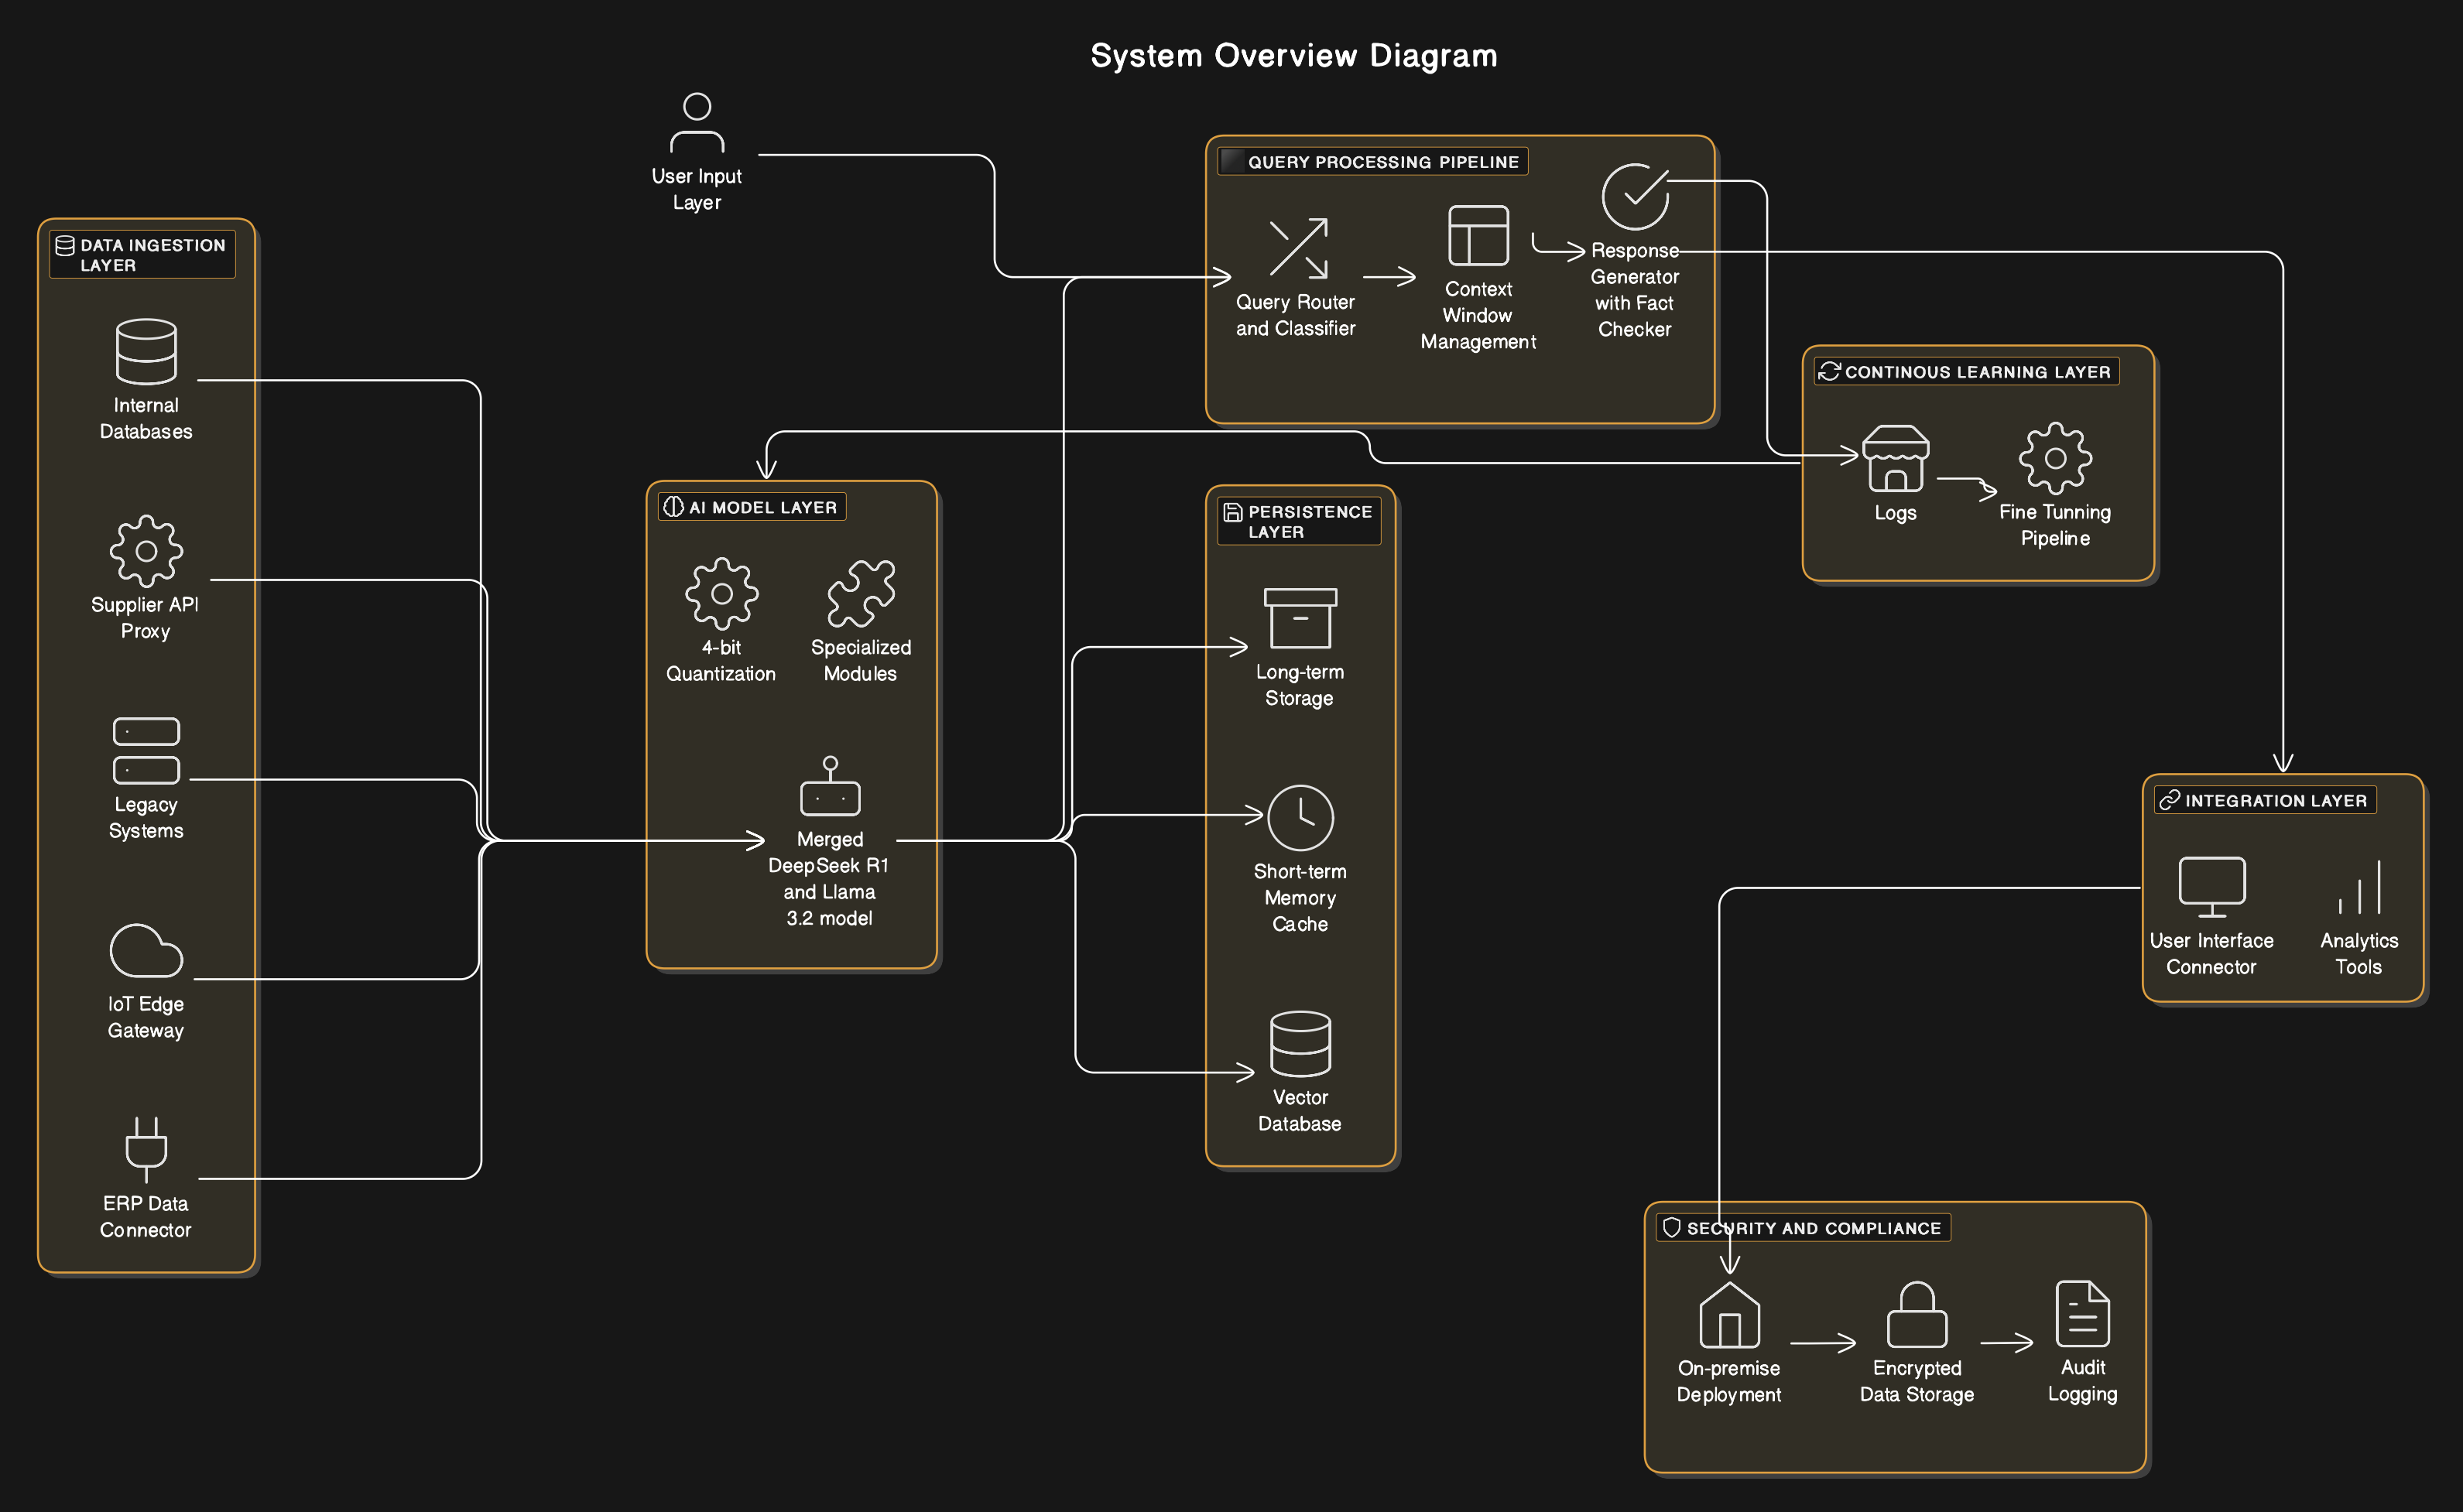 System Overview Diagram
User Input
Layer
QUERY PROCESSING PIPELINE
Query Router
and Classifier
Context
Window
Management
Response
Generator
with Fact
Checker
DATA INGESTION
LAYER
Internal
Databases
Supplier API
Proxy
Legacy
Systems
IoT Edge
Gateway
ERP Data
Connector
CONTINOUS LEARNING LAYER
Logs
Fine Tunning
Pipeline
AI MODEL LAYER
4-bit
Quantization
Specialized
Modules
Merged
DeepSeek R1
and Llama
3.2 model
PERSISTENCE
LAYER
Long-term
Storage
Short-term
Memory
Cache
Vector
Database
INTEGRATION LAYER
User Interface
Connector
Analytics
Tools
SECURITY AND COMPLIANCE
On-premise
Deployment
Encrypted
Data Storage
Audit
Logging